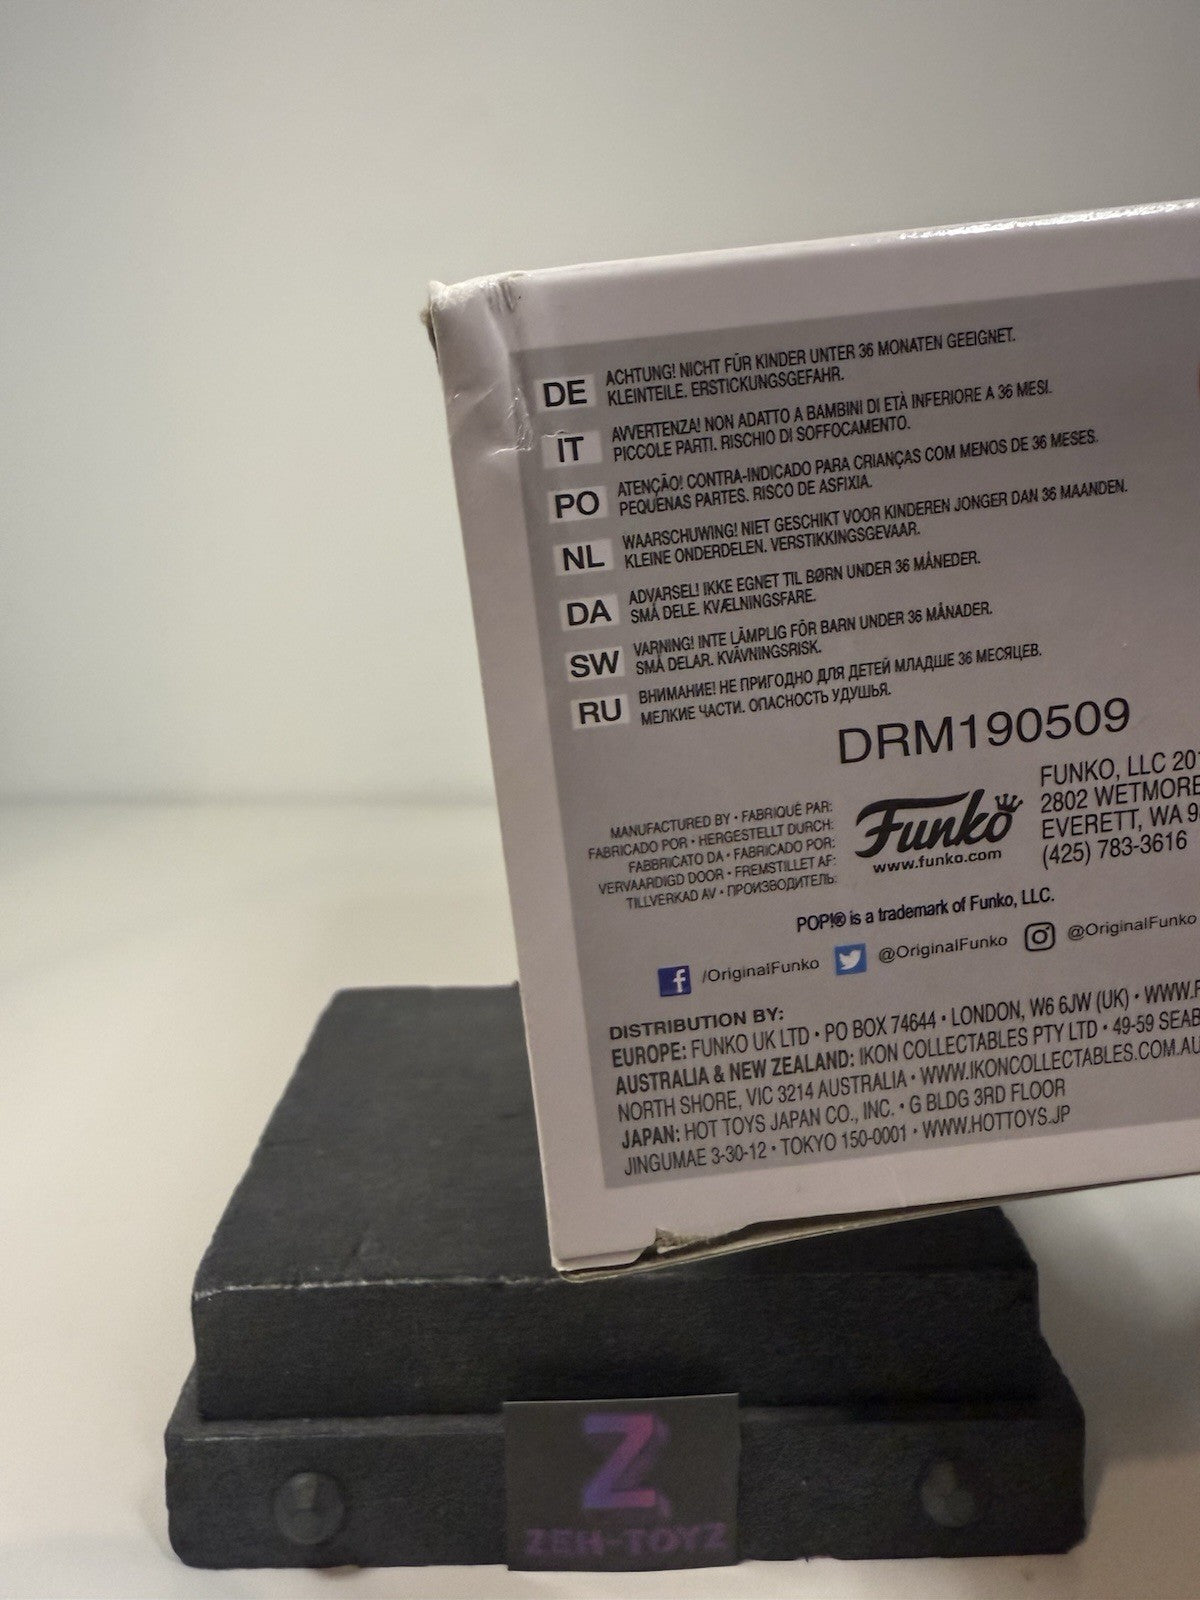 DE
ACHTUNG! NICHT FÜR KINDER UNTER 36 MONATEN GEEIGNET.
KLEINTEILE. ERSTICKUNGSGEFAHR.
IT
AVVERTENZA! NON ADATTO A BAMBINI DI ETÀ INFERIORE A 36 MESI.
PICCOLE PARTI. RISCHIO DI SOFFOCAMENTO.
PO
ATENÇÃO! CONTRA-INDICADO PARA CRIANÇAS COM MENOS DE 36 MESES.
PEQUENAS PARTES. RISCO DE ASFIXIA.
NL
WAARSCHUWING! NIET GESCHIKT VOOR KINDEREN JONGER DAN 36 MAANDEN.
KLEINE ONDERDELEN. VERSTIKKINGSGEVAAR.
DA
ADVARSEL! IKKE EGNET TIL BØRN UNDER 36 MÅNEDER.
SMÅ DELE. KVÆLNINGSFARE.
SW
VARNING! INTE LÄMPLIG FÖR BARN UNDER 36 MÅNADER.
SMÅ DELAR. KVÄVNINGSRISK.
RU
ВНИМАНИЕ! НЕ ПРИГОДНО ДЛЯ ДЕТЕЙ МЛАДШЕ 36 МЕСЯЦЕВ.
МЕЛКИЕ ЧАСТИ. ОПАСНОСТЬ УДУШЬЯ.
DRM190509
MANUFACTURED BY • FABRIQUÉ PAR:
FABRICADO POR • HERGESTELLT DURCH:
FABBRICATO DA • FABRICADO POR:
VERVAARDIGD DOOR • FREMSTILLET AF:
TILLVERKAD AV • ПРОИЗВОДИТЕЛЬ:
Funko
www.funko.com
FUNKO, LLC 201
2802 WETMORE
EVERETT, WA 9
(425) 783-3616
POP!® is a trademark of Funko, LLC.
/OriginalFunko @OriginalFunko @OriginalFunko
DISTRIBUTION BY:
EUROPE: FUNKO UK LTD • PO BOX 74644 • LONDON, W6 6JW (UK) • WWW.F
AUSTRALIA & NEW ZEALAND: IKON COLLECTABLES PTY LTD • 49-59 SEAB
NORTH SHORE, VIC 3214 AUSTRALIA • WWW.IKONCOLLECTABLES.COM.AU
JAPAN: HOT TOYS JAPAN CO., INC. • G BLDG 3RD FLOOR
JINGUMAE 3-30-12 • TOKYO 150-0001 • WWW.HOTTOYS.JP
Z
ZEH-TOYZ